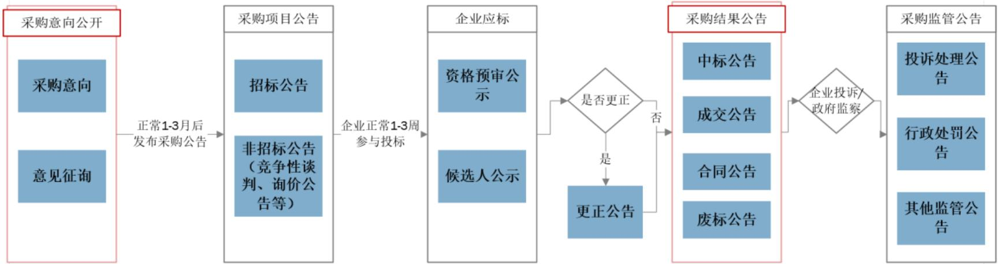 采购意向公开
采购意向
意见征询
正常1-3月后
发布采购公告
采购项目公告
招标公告
非招标公告
（竞争性谈
判、询价公
告等）
企业正常1-3周
参与投标
企业应标
资格预审公
示
候选人公示
是否更正
否
是
更正公告
采购结果公告
中标公告
成交公告
合同公告
废标公告
企业投诉/
政府监察
采购监管公告
投诉处理公
告
行政处罚公
告
其他监管公
告